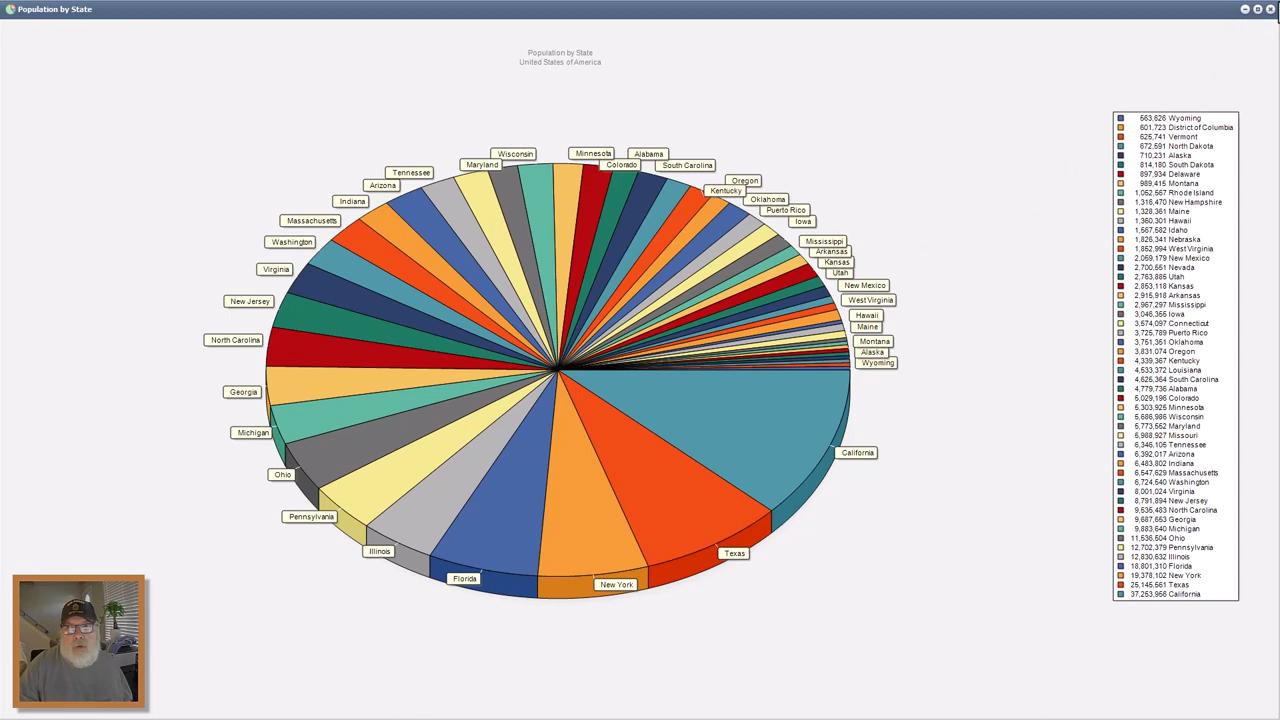 Population by State
Population by State
United States of America
Wisconsin
Minnesota
Alabama
Maryland
Colorado
South Carolina
Tennessee
Oregon
Arizona
Kentucky
Indiana
Oklahoma
Puerto Rico
Massachusetts
Iowa
Washington
Mississippi
Arkansas
Kansas
Virginia
Utah
New Mexico
New Jersey
West Virginia
Hawaii
Maine
North Carolina
Montana
Alaska
Wyoming
Georgia
Michigan
California
Ohio
Pennsylvania
Illinois
Texas
Florida
New York
563,626 Wyoming
601,723 District of Columbia
625,741 Vermont
672,591 North Dakota
710,231 Alaska
814,180 South Dakota
897,934 Delaware
989,415 Montana
1,052,567 Rhode Island
1,316,470 New Hampshire
1,328,361 Maine
1,360,301 Hawaii
1,567,582 Idaho
1,826,341 Nebraska
1,852,994 West Virginia
2,059,179 New Mexico
2,700,551 Nevada
2,763,885 Utah
2,853,118 Kansas
2,915,918 Arkansas
2,967,297 Mississippi
3,046,355 Iowa
3,574,097 Connecticut
3,725,789 Puerto Rico
3,751,351 Oklahoma
3,831,074 Oregon
4,339,367 Kentucky
4,533,372 Louisiana
4,625,364 South Carolina
4,779,736 Alabama
5,029,196 Colorado
5,303,925 Minnesota
5,686,986 Wisconsin
5,773,552 Maryland
5,988,927 Missouri
6,346,105 Tennessee
6,392,017 Arizona
6,483,802 Indiana
6,547,629 Massachusetts
6,724,540 Washington
8,001,024 Virginia
8,791,894 New Jersey
9,535,483 North Carolina
9,687,653 Georgia
9,883,640 Michigan
11,536,504 Ohio
12,702,379 Pennsylvania
12,830,632 Illinois
18,801,310 Florida
19,378,102 New York
25,145,561 Texas
37,253,956 California